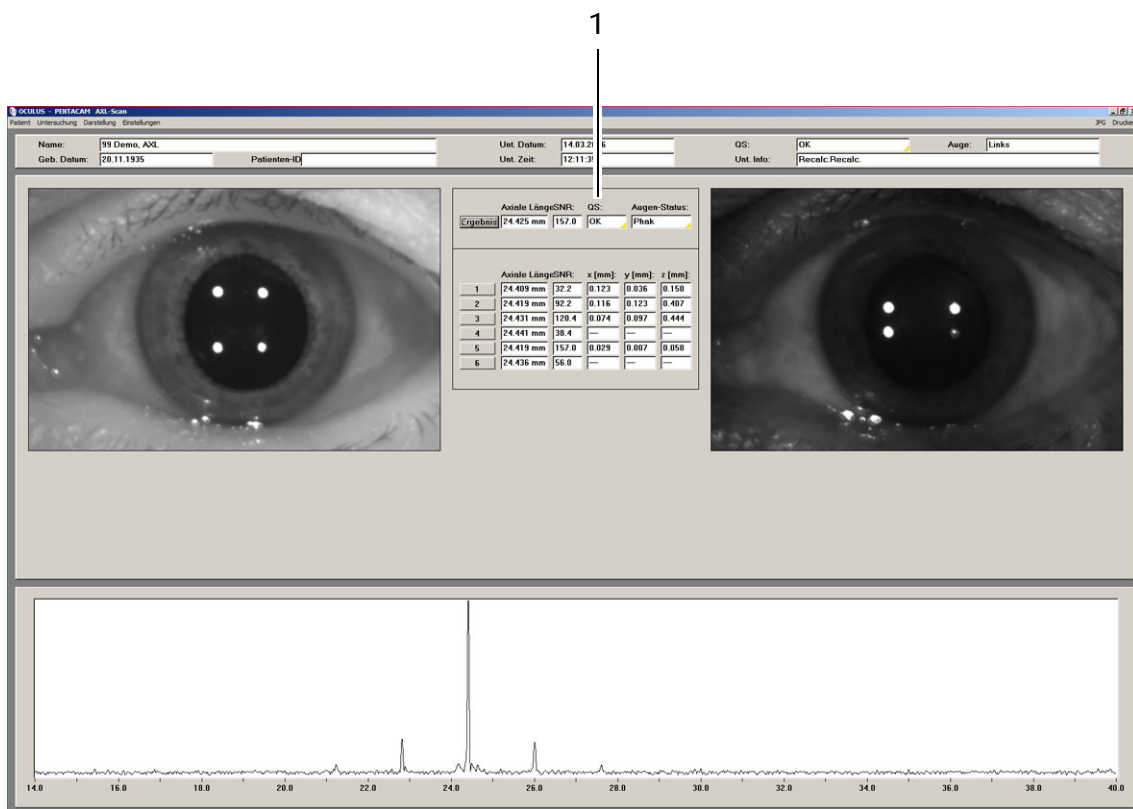 1
OCULUS - PENTACAM AXL-Scan
Patient Untersuchung Darstellung Einstellungen JPG
Name: 99 Demo, AXL Unt. Datum: QS: OK Auge: Links
Geb. Datum: 20.11.1935 Patienten-ID Unt. Zeit: Unt. Info: Recalc.Recalc.
Axiale Länge SNR: QS: Augen-Status:
Ergebnis 24.425 mm 157.0 OK Phak
Axiale Länge SNR: x [mm]: y [mm]: z [mm]:
1 24.409 mm 32.2 0.123 0.036 0.150
2 24.419 mm 92.2 0.116 0.123 0.407
3 24.431 mm 120.4 0.074 0.097 0.444
4 24.441 mm 38.4 — —
5 24.419 mm 157.0 0.029 0.007 0.058
6 24.436 mm 56.0 — — —
14.0 16.0 18.0 20.0 22.0 24.0 26.0 28.0 30.0 32.0 34.0 36.0 38.0 40.0